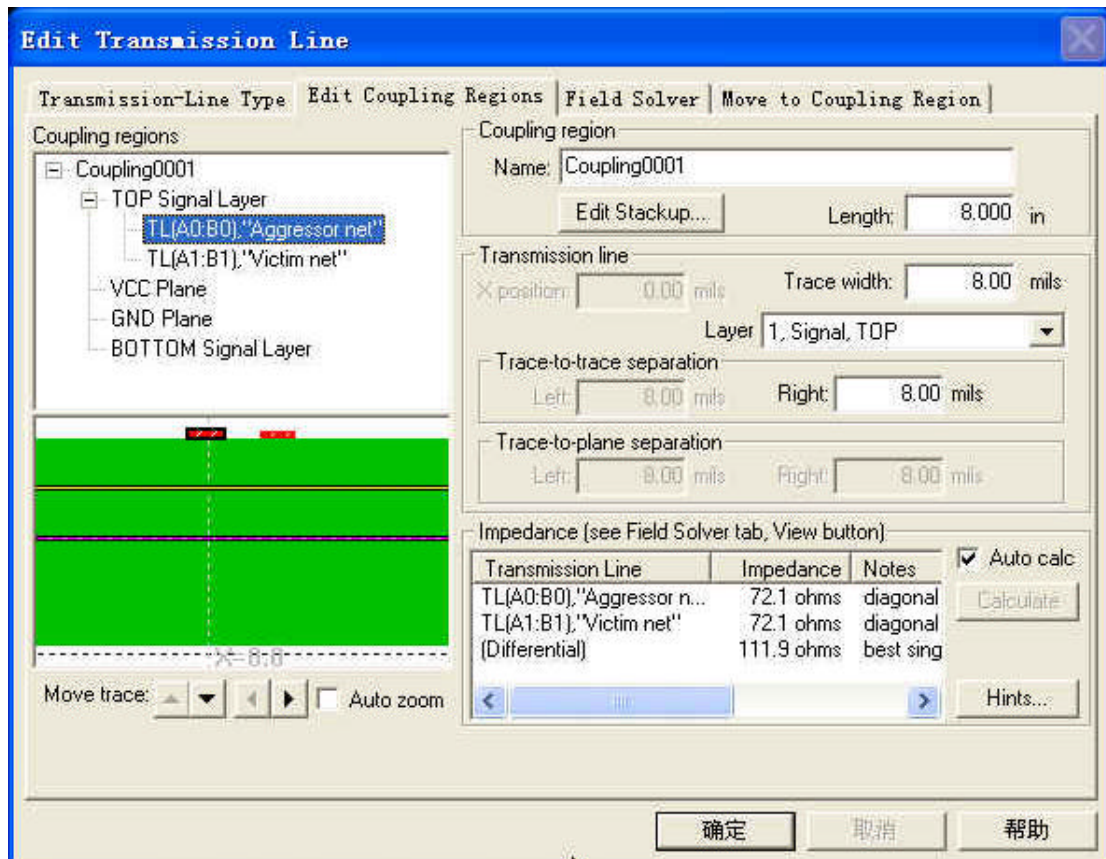 Edit Transmission Line
Transmission-Line Type
Edit Coupling Regions
Field Solver
Move to Coupling Region
Coupling regions
Coupling0001
TOP Signal Layer
TL(A0:B0),"Aggressor net"
TL(A1:B1),"Victim net"
VCC Plane
GND Plane
BOTTOM Signal Layer
Move trace:
Auto zoom
Coupling region
Name: Coupling0001
Edit Stackup...
Length: 8.000 in
Transmission line
X position: 0.00 mils
Trace width: 8.00 mils
Layer 1, Signal, TOP
Trace-to-trace separation
Left: 8.00 mils
Right: 8.00 mils
Trace-to-plane separation
Left: 8.00 mils
Right: 8.00 mils
Impedance (see Field Solver tab, View button)
Transmission Line Impedance Notes
TL(A0:B0),"Aggressor n... 72.1 ohms diagonal
TL(A1:B1),"Victim net" 72.1 ohms diagonal
(Differential) 111.9 ohms best sing
Auto calc
Calculate
Hints...
确定
取消
帮助